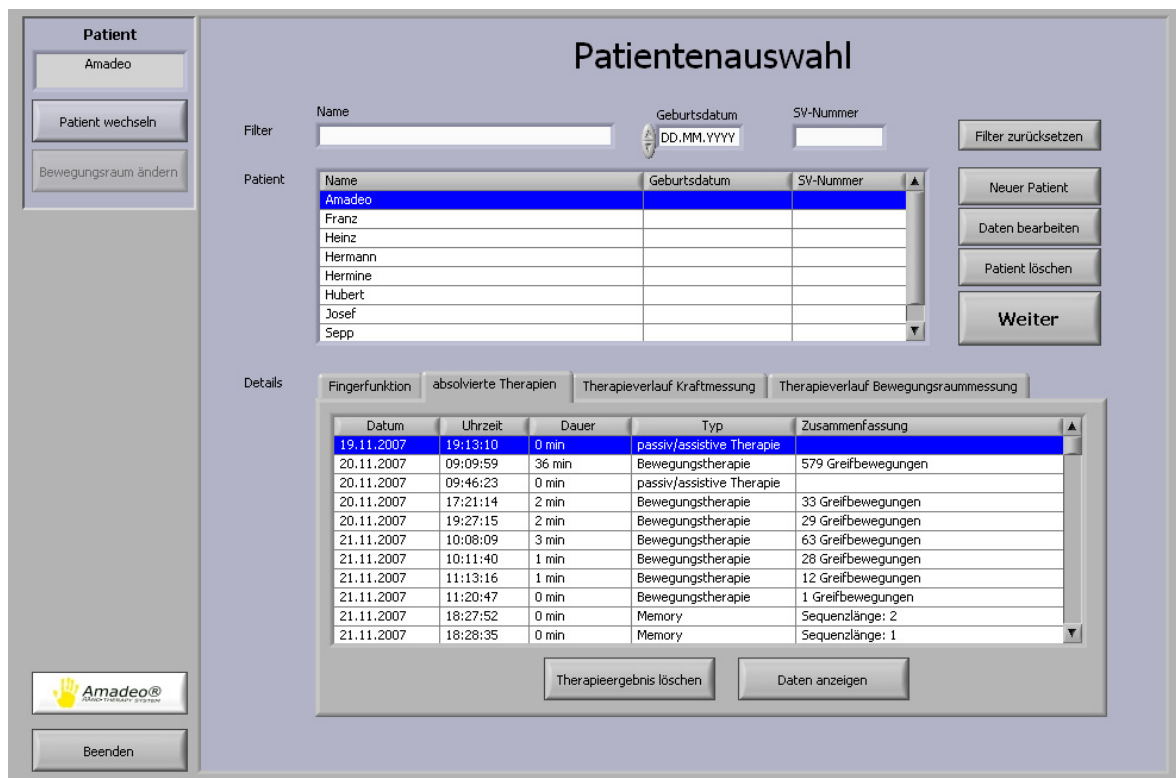 Patient
Amadeo
Patient wechseln
Bewegungsraum ändern
Patientenauswahl
Filter
Name
Geburtsdatum
DD.MM.YYYY
SV-Nummer
Filter zurücksetzen
Patient
Name Geburtsdatum SV-Nummer
Amadeo
Franz
Heinz
Hermann
Hermine
Hubert
Josef
Sepp
Neuer Patient
Daten bearbeiten
Patient löschen
Weiter
Details
Fingerfunktion absolvierte Therapien Therapieverlauf Kraftmessung Therapieverlauf Bewegungsraummessung
Datum Uhrzeit Dauer Typ Zusammenfassung
19.11.2007 19:13:10 0 min passiv/assistive Therapie
20.11.2007 09:09:59 36 min Bewegungstherapie 579 Greifbewegungen
20.11.2007 09:46:23 0 min passiv/assistive Therapie
20.11.2007 17:21:14 2 min Bewegungstherapie 33 Greifbewegungen
20.11.2007 19:27:15 2 min Bewegungstherapie 29 Greifbewegungen
21.11.2007 10:08:09 3 min Bewegungstherapie 63 Greifbewegungen
21.11.2007 10:11:40 1 min Bewegungstherapie 28 Greifbewegungen
21.11.2007 11:13:16 1 min Bewegungstherapie 12 Greifbewegungen
21.11.2007 11:20:47 0 min Bewegungstherapie 1 Greifbewegungen
21.11.2007 18:27:52 0 min Memory Sequenzlänge: 2
21.11.2007 18:28:35 0 min Memory Sequenzlänge: 1
Therapieergebnis löschen
Daten anzeigen
Amadeo®
HAND-THERAPY SYSTEM
Beenden